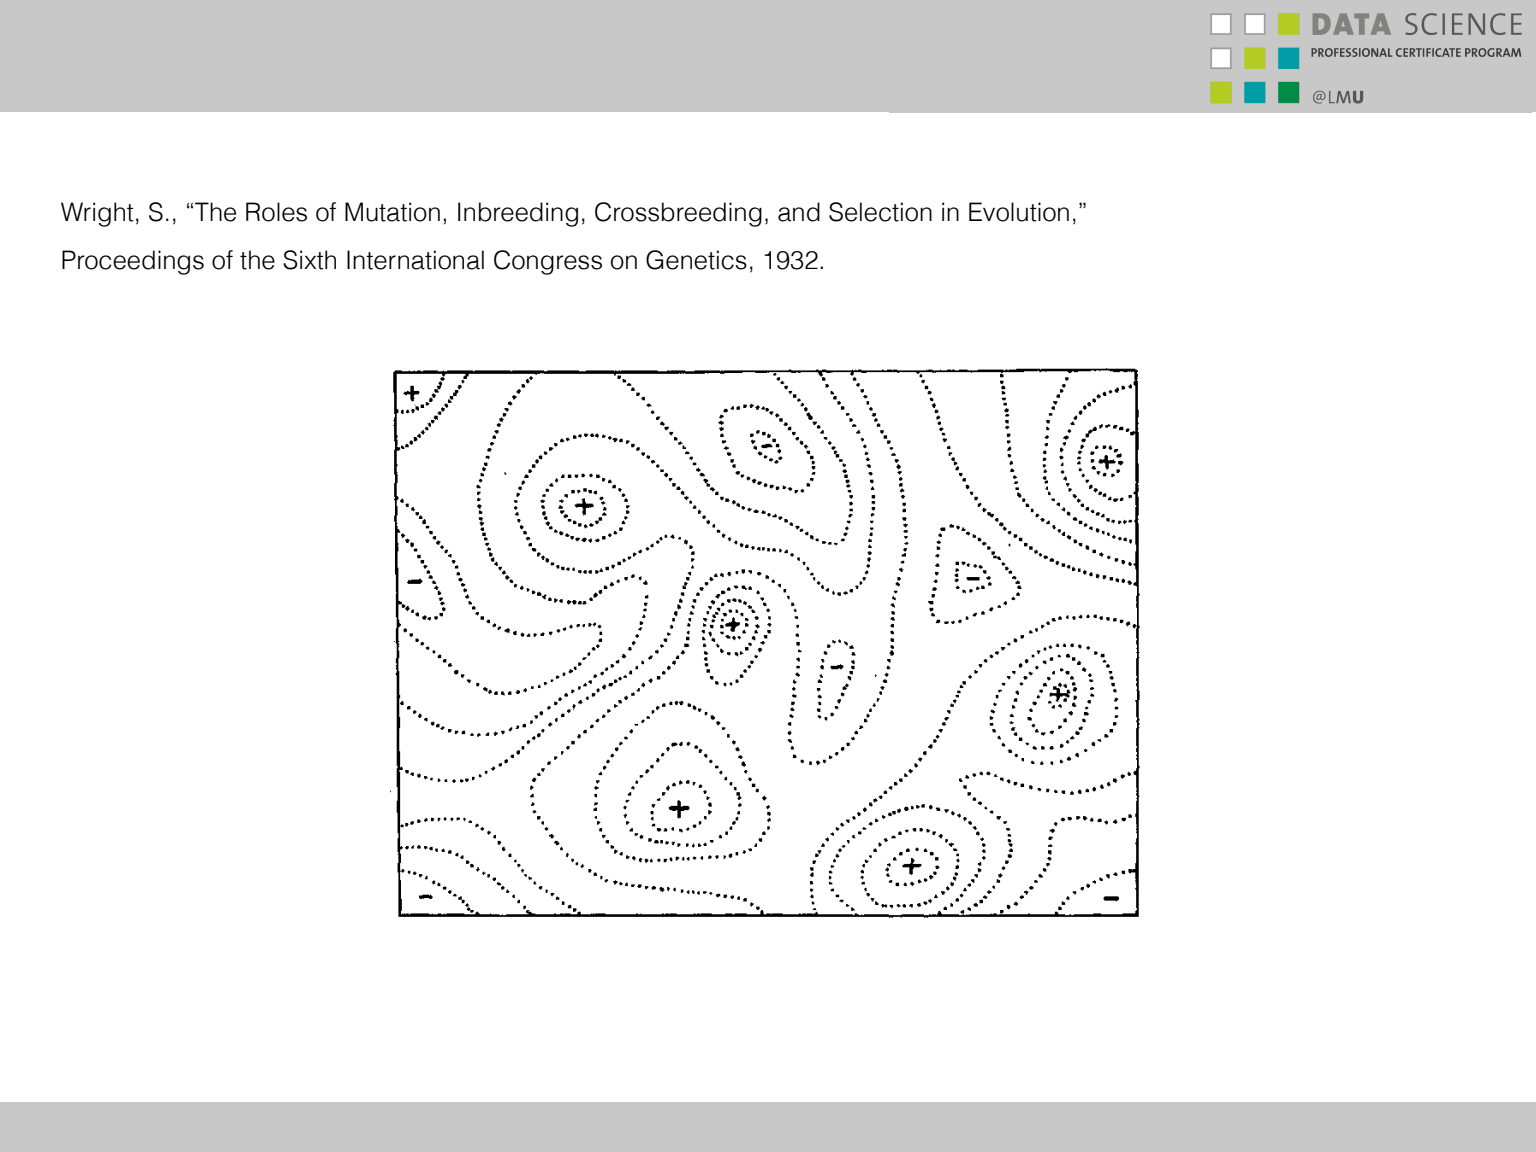 DATA SCIENCE
PROFESSIONAL CERTIFICATE PROGRAM
@LMU
Wright, S., “The Roles of Mutation, Inbreeding, Crossbreeding, and Selection in Evolution,”
Proceedings of the Sixth International Congress on Genetics, 1932.